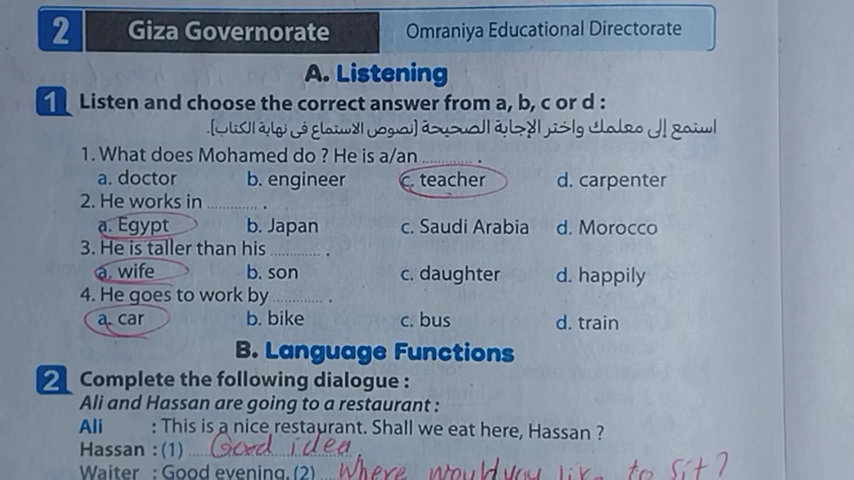 2 Giza Governorate Omraniya Educational Directorate
A. Listening
1 Listen and choose the correct answer from a, b, c or d :
استمع إلى معلمك واختر الإجابة الصحيحة [نصوص الاستماع فى نهاية الكتاب].
1. What does Mohamed do ? He is a/an ............ .
a. doctor b. engineer c. teacher d. carpenter
2. He works in ............ .
a. Egypt b. Japan c. Saudi Arabia d. Morocco
3. He is taller than his ............ .
a. wife b. son c. daughter d. happily
4. He goes to work by ............ .
a. car b. bike c. bus d. train
B. Language Functions
2 Complete the following dialogue :
Ali and Hassan are going to a restaurant :
Ali : This is a nice restaurant. Shall we eat here, Hassan ?
Hassan : (1) Good idea.
Waiter : Good evening. (2) Where would you like to sit?